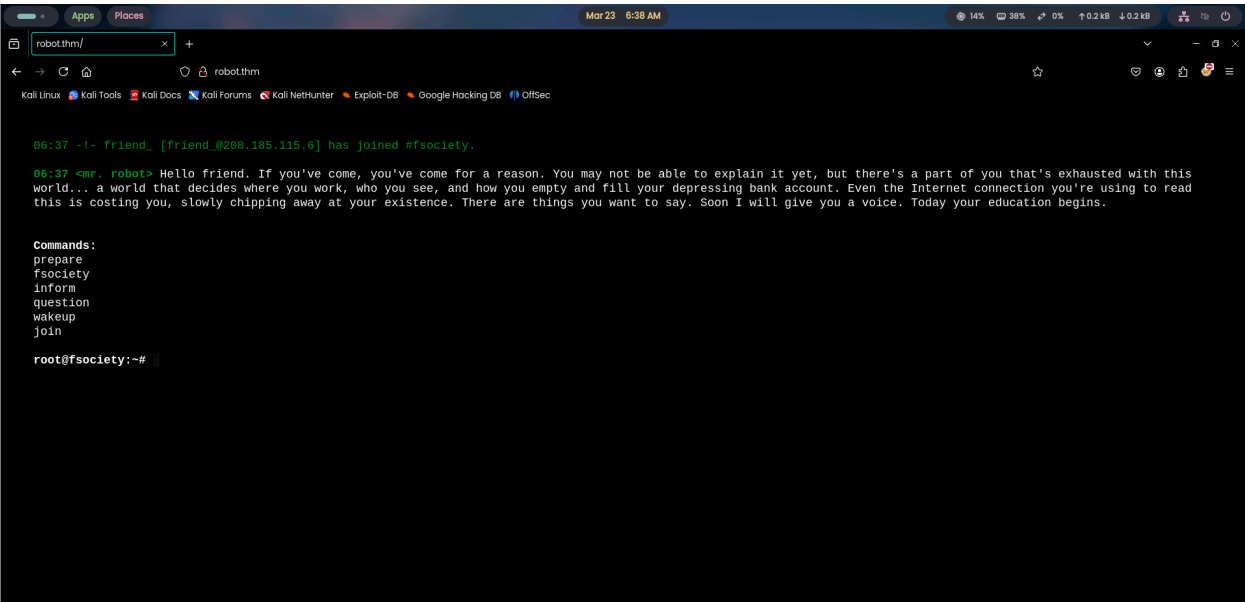 Apps Places Mar 23 6:38 AM 14% 38% 0% ↑0.2 kB ↓0.2 kB
robot.thm/
robot.thm
Kali Linux Kali Tools Kali Docs Kali Forums Kali NetHunter Exploit-DB Google Hacking DB OffSec
06:37 -!- friend_ [friend_@208.185.115.6] has joined #fsociety.
06:37 <mr. robot> Hello friend. If you've come, you've come for a reason. You may not be able to explain it yet, but there's a part of you that's exhausted with this
world... a world that decides where you work, who you see, and how you empty and fill your depressing bank account. Even the Internet connection you're using to read
this is costing you, slowly chipping away at your existence. There are things you want to say. Soon I will give you a voice. Today your education begins.
Commands:
prepare
fsociety
inform
question
wakeup
join
root@fsociety:~#